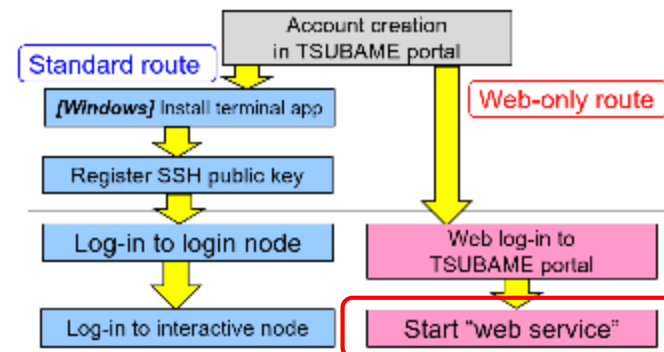 Account creation
in TSUBAME portal
Standard route
Web-only route
[Windows] Install terminal app
Register SSH public key
Log-in to login node
Web log-in to
TSUBAME portal
Log-in to interactive node
Start "web service"